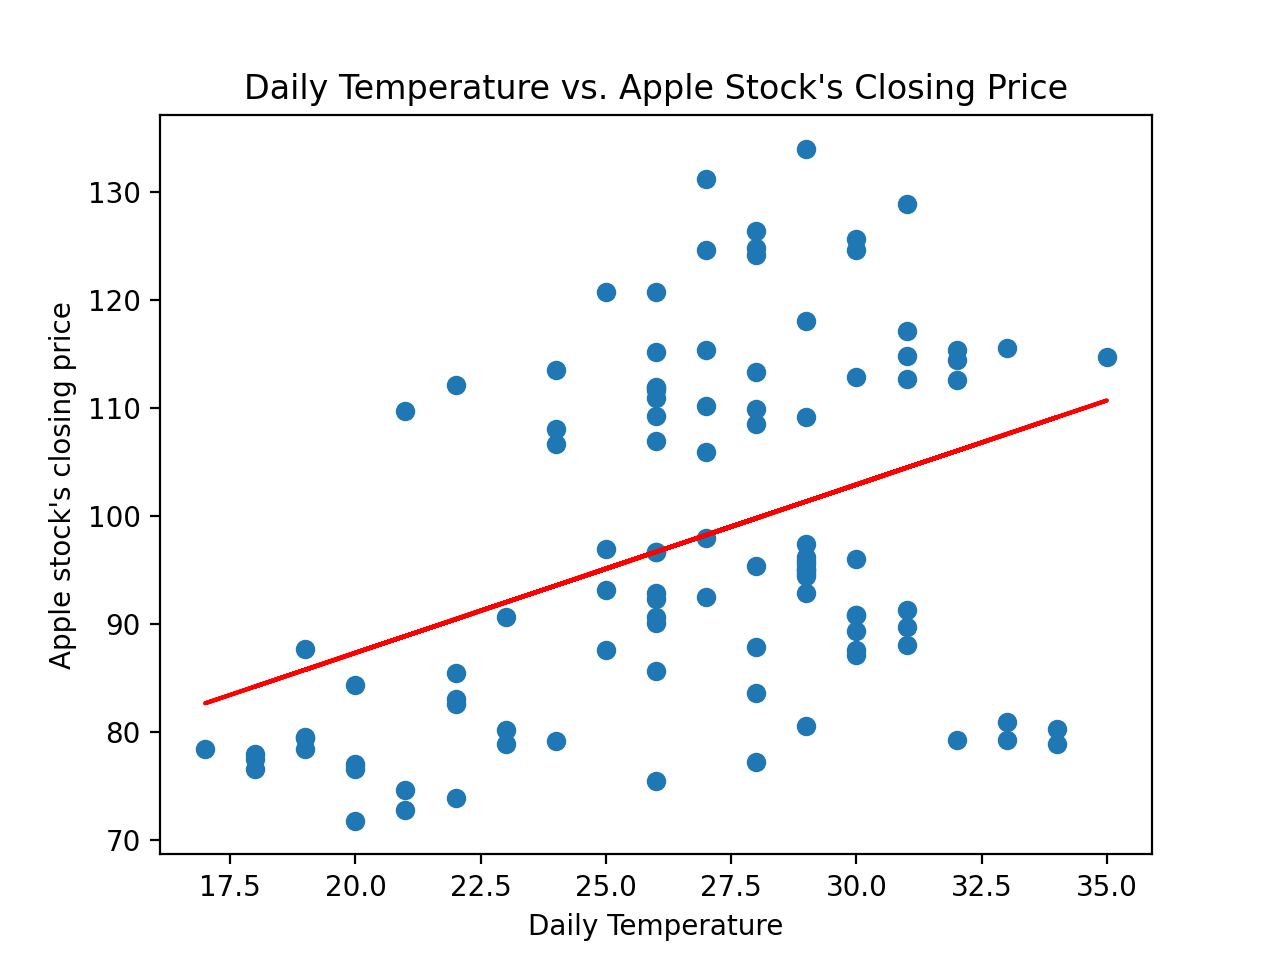 Daily Temperature vs. Apple Stock's Closing Price
Apple stock's closing price
130
120
110
100
90
80
70
17.5 20.0 22.5 25.0 27.5 30.0 32.5 35.0
Daily Temperature